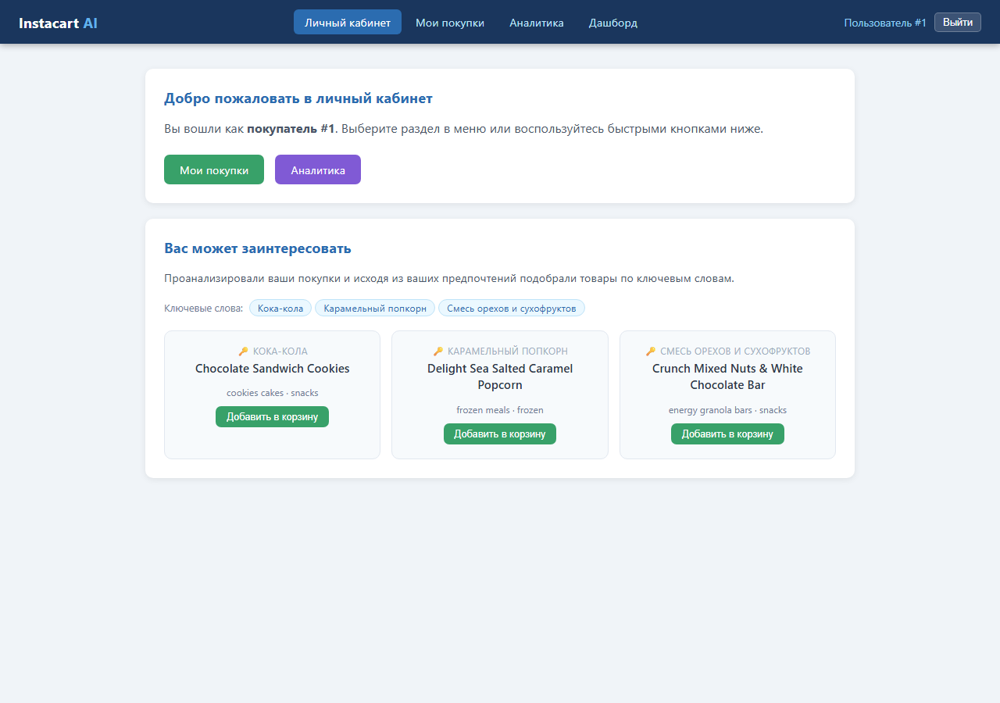 Instacart AI
Личный кабинет
Мои покупки
Аналитика
Дашборд
Пользователь #1
Выйти
Добро пожаловать в личный кабинет
Вы вошли как покупатель #1. Выберите раздел в меню или воспользуйтесь быстрыми кнопками ниже.
Мои покупки
Аналитика
Вас может заинтересовать
Проанализировали ваши покупки и исходя из ваших предпочтений подобрали товары по ключевым словам.
Ключевые слова: Кока-кола Карамельный попкорн Смесь орехов и сухофруктов
КОКА-КОЛА
Chocolate Sandwich Cookies
cookies cakes · snacks
Добавить в корзину
КАРАМЕЛЬНЫЙ ПОПКОРН
Delight Sea Salted Caramel
Popcorn
frozen meals · frozen
Добавить в корзину
СМЕСЬ ОРЕХОВ И СУХОФРУКТОВ
Crunch Mixed Nuts & White
Chocolate Bar
energy granola bars · snacks
Добавить в корзину